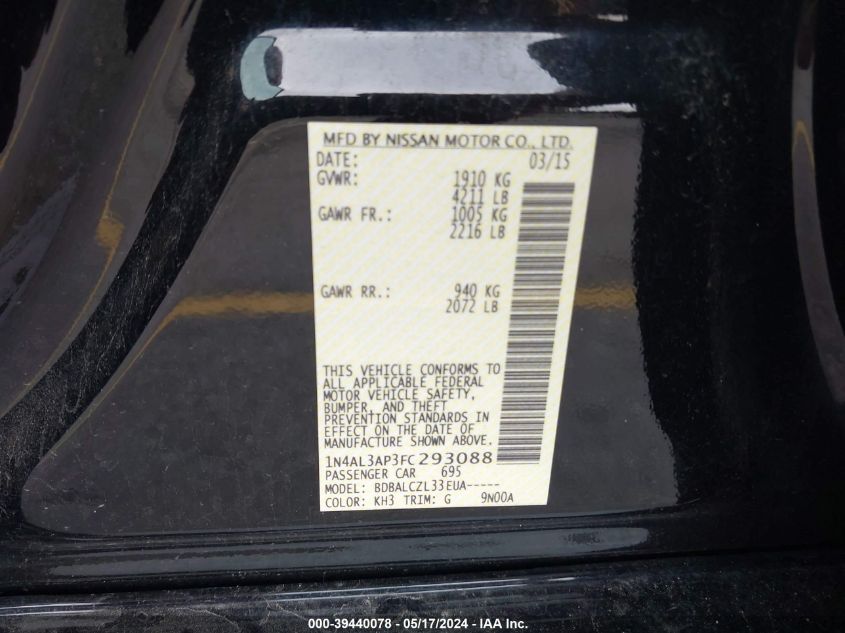 MFD BY NISSAN MOTOR CO., LTD.
DATE: 03/15
GVWR: 1910 KG
4211 LB
GAWR FR.: 1005 KG
2216 LB
GAWR RR.: 940 KG
2072 LB
THIS VEHICLE CONFORMS TO
ALL APPLICABLE FEDERAL
MOTOR VEHICLE SAFETY,
BUMPER, AND THEFT
PREVENTION STANDARDS IN
EFFECT ON THE DATE OF
MANUFACTURE SHOWN ABOVE.
1N4AL3AP3FC293088
PASSENGER CAR 695
MODEL: BDBALCZL33EUA-----
COLOR: KH3 TRIM: G 9N00A
000-39440078 - 05/17/2024 - IAA Inc.